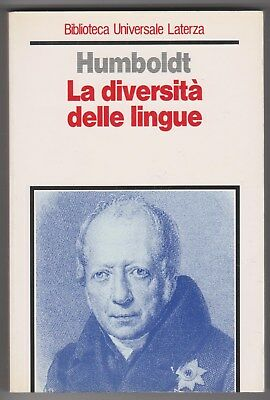 Biblioteca Universale Laterza
Humboldt
La diversità
delle lingue